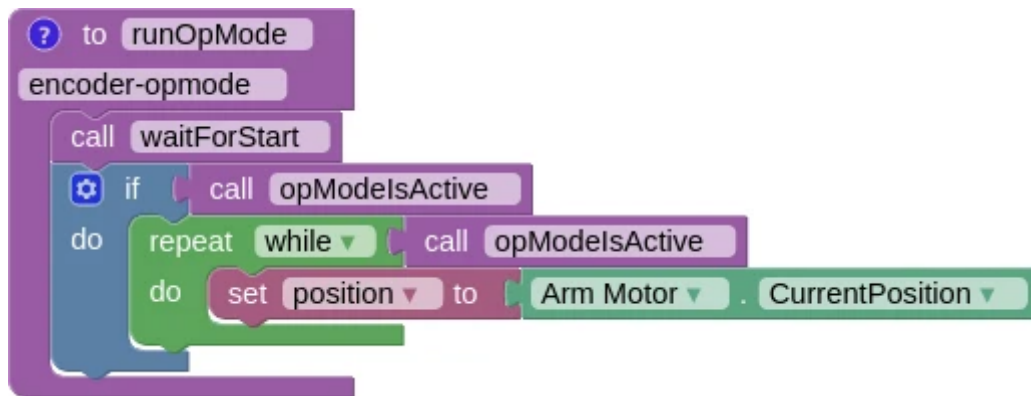 ? to runOpMode
encoder-opmode
call waitForStart
if call opModeIsActive
do repeat while ▾ call opModeIsActive
do set position ▾ to Arm Motor ▾ . CurrentPosition ▾